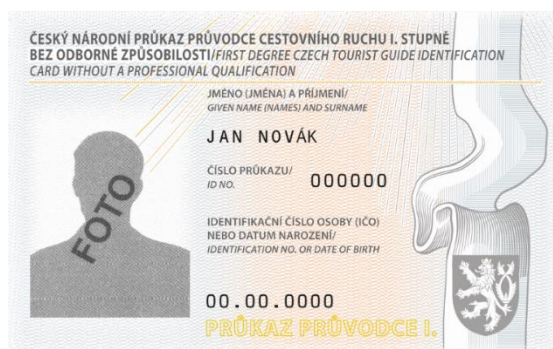 ČESKÝ NÁRODNÍ PRŮKAZ PRŮVODCE CESTOVNÍHO RUCHU I. STUPNĚ
BEZ ODBORNÉ ZPŮSOBILOSTI/FIRST DEGREE CZECH TOURIST GUIDE IDENTIFICATION
CARD WITHOUT A PROFESSIONAL QUALIFICATION
JMÉNO (JMÉNA) A PŘÍJMENÍ/
GIVEN NAME (NAMES) AND SURNAME
JAN NOVÁK
ČÍSLO PRŮKAZU/
ID NO.
000000
FOTO
IDENTIFIKAČNÍ ČÍSLO OSOBY (IČO)
NEBO DATUM NAROZENÍ/
IDENTIFICATION NO. OR DATE OF BIRTH
00.00.0000
PRŮKAZ PRŮVODCE I.